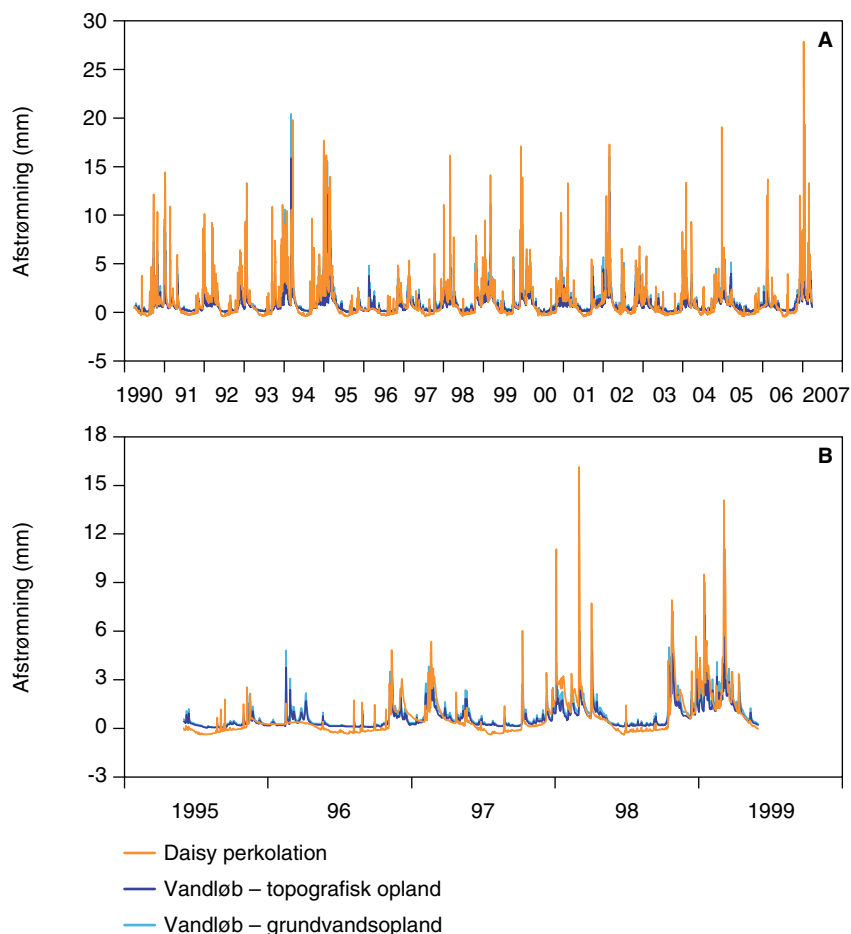 A
Afstrømning (mm)
30
25
20
15
10
5
0
-5
1990 91 92 93 94 95 96 97 98 99 00 01 02 03 04 05 06 2007
B
Afstrømning (mm)
18
15
12
9
6
3
0
-3
1995 96 97 98 1999
Daisy perkolation
Vandløb – topografisk opland
Vandløb – grundvandsopland